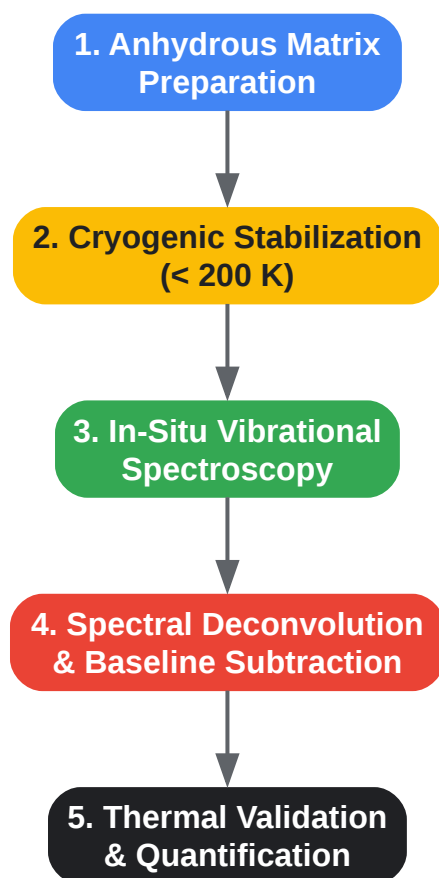 1. Anhydrous Matrix
Preparation
2. Cryogenic Stabilization
(< 200 K)
3. In-Situ Vibrational
Spectroscopy
4. Spectral Deconvolution
& Baseline Subtraction
5. Thermal Validation
& Quantification